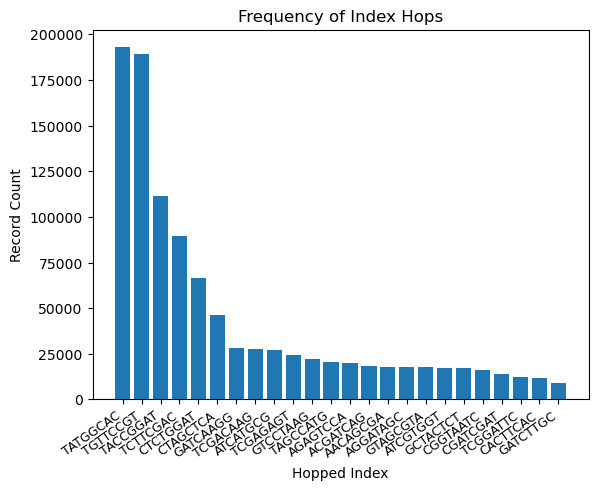 Frequency of Index Hops
200000
175000
150000
125000
100000
75000
50000
25000
0
Record Count
TATGGCAC
TGTTCCGT
TACCGGAT
TCTTCGAC
CTCTGGAT
CTAGCTCA
GATCAAGG
TCGACAAG
ATCATGCG
TCGAGAGT
GTCCTAAG
TAGCCATG
AGAGTCCA
ACGATCAG
AACAGCGA
AGGATAGC
GTAGCGTA
ATCGTGGT
GCTACTCT
CGGTAATC
CGATCGAT
TCGGATTC
CACTTCAC
GATCTTGC
Hopped Index